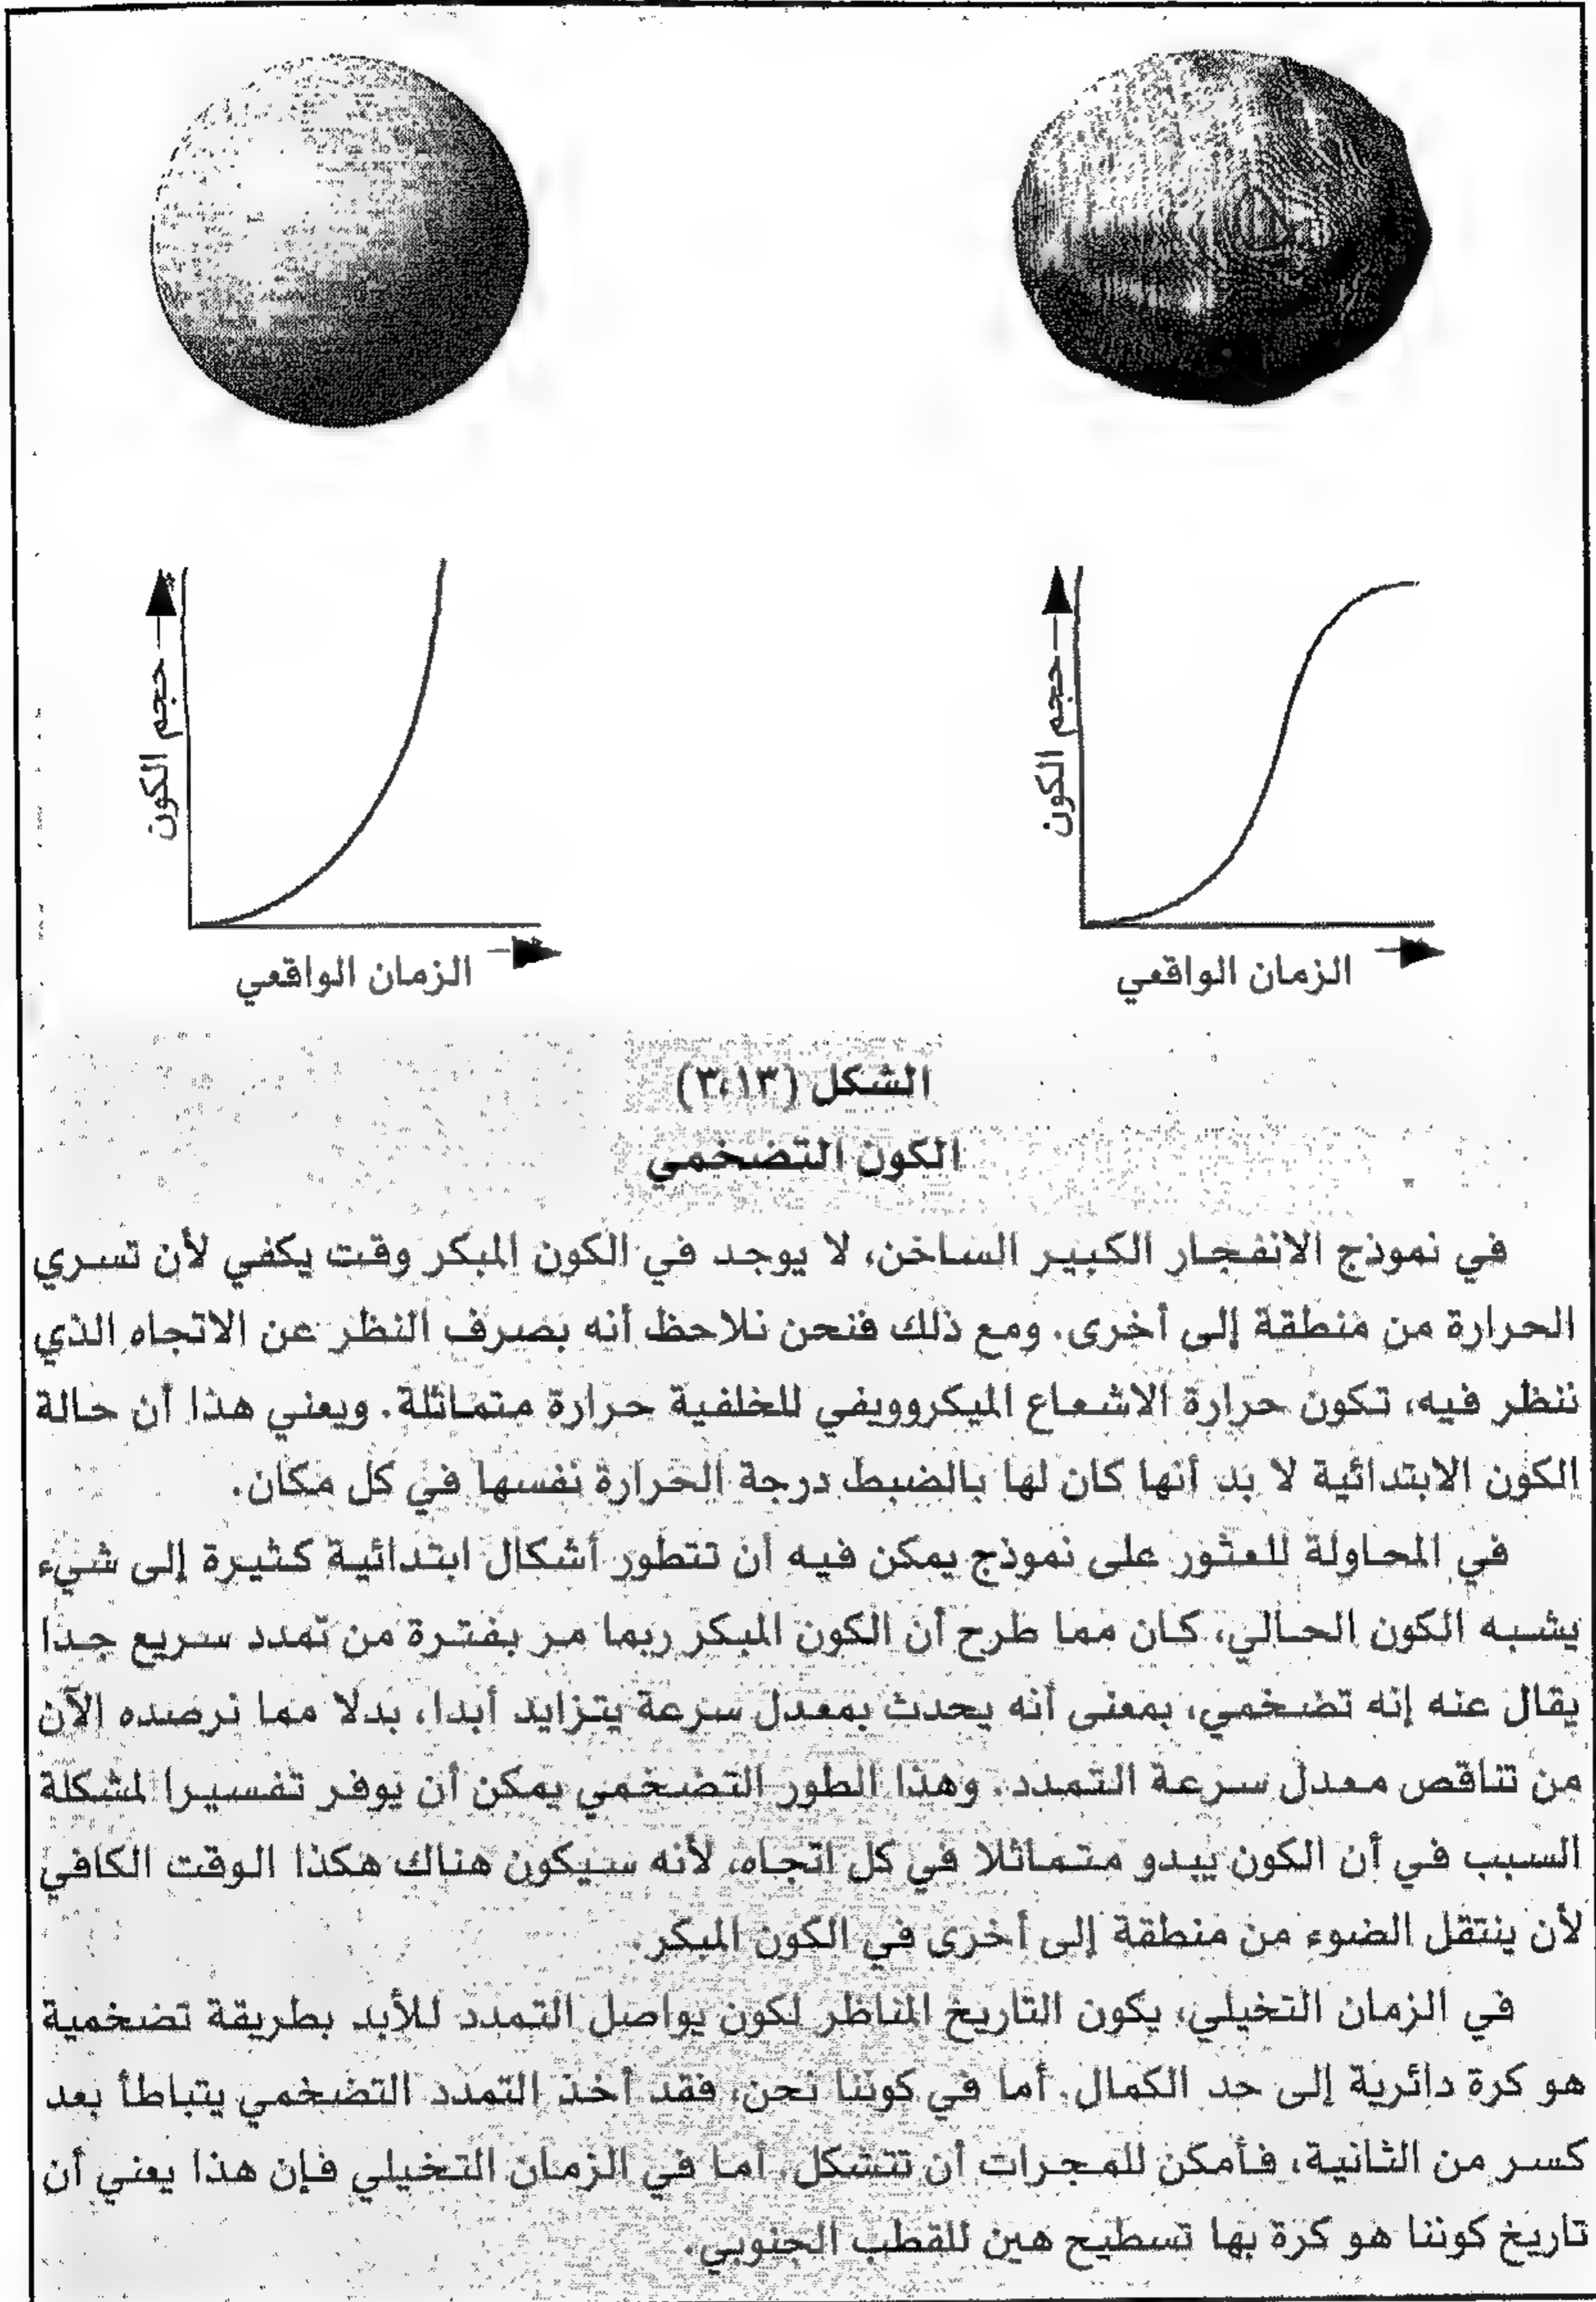 حجم الكون
حجم الكون
الزمان الواقعي
الزمان الواقعي
الشكل (٣،١٣)
الكون التضخمي
في نموذج الانفجار الكبير الساخن، لا يوجد في الكون المبكر وقت يكفي لأن تسري
الحرارة من منطقة إلى أخرى. ومع ذلك فنحن نلاحظ أنه بصرف النظر عن الاتجاه الذي
ننظر فيه، تكون حرارة الاشعاع الميكروويفي للخلفية حرارة متماثلة. ويعني هذا أن حالة
الكون الابتدائية لا بد أنها كان لها بالضبط درجة الحرارة نفسها في كل مكان.
في المحاولة للعثور على نموذج يمكن فيه أن تتطور أشكال ابتدائية كثيرة إلى شيء
يشبه الكون الحالي، كان مما طرح أن الكون المبكر ربما مر بفترة من تمدد سريع جدا
يقال عنه إنه تضخمي، بمعنى أنه يحدث بمعدل سرعة يتزايد أبدا، بدلا مما نرصده الآن
من تناقص معدل سرعة التمدد. وهذا الطور التضخمي يمكن أن يوفر تفسيرا لمشكلة
السبب في أن الكون يبدو متماثلا في كل اتجاه، لأنه سيكون هناك هكذا الوقت الكافي
لأن ينتقل الضوء من منطقة إلى أخرى في الكون المبكر.
في الزمان التخيلي، يكون التاريخ المناظر لكون يواصل التمدد للأبد بطريقة تضخمية
هو كرة دائرية إلى حد الكمال. أما في كوننا نحن، فقد أخذ التمدد التضخمي يتباطأ بعد
كسر من الثانية، فأمكن للمجرات أن تتشكل. أما في الزمان التخيلي فإن هذا يعني أن
تاريخ كوننا هو كرة بها تسطيح هين للقطب الجنوبي.